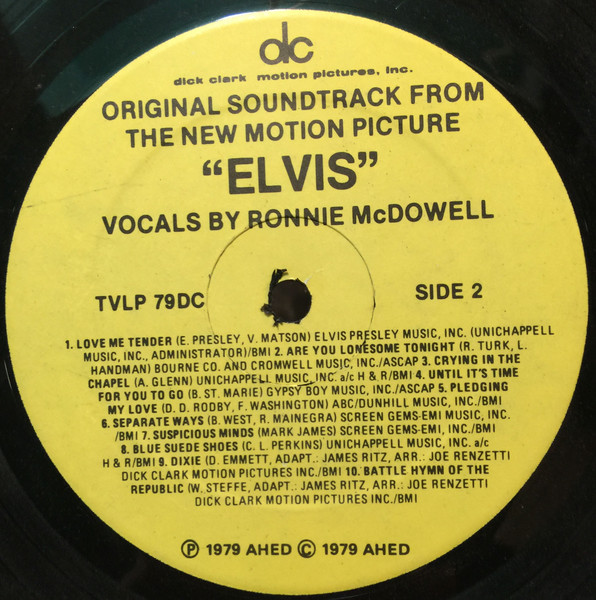 dc
dick clark motion pictures, inc.
ORIGINAL SOUNDTRACK FROM
THE NEW MOTION PICTURE
“ELVIS”
VOCALS BY RONNIE McDOWELL
TVLP 79DC
SIDE 2
1. LOVE ME TENDER (E. PRESLEY, V. MATSON) ELVIS PRESLEY MUSIC, INC. (UNICHAPPELL
MUSIC, INC., ADMINISTRATOR)/BMI 2. ARE YOU LONESOME TONIGHT (R. TURK, L.
HANDMAN) BOURNE CO. AND CROMWELL MUSIC, INC./ASCAP 3. CRYING IN THE
CHAPEL (A. GLENN) UNICHAPPELL MUSIC, INC. a/c H & R/BMI 4. UNTIL IT'S TIME
FOR YOU TO GO (B. ST. MARIE) GYPSY BOY MUSIC, INC./ASCAP 5. PLEDGING
MY LOVE (D. D. RODBY, F. WASHINGTON) ABC/DUNHILL MUSIC, INC./BMI
6. SEPARATE WAYS (B. WEST, R. MAINEGRA) SCREEN GEMS-EMI MUSIC, INC.
/BMI 7. SUSPICIOUS MINDS (MARK JAMES) SCREEN GEMS-EMI, INC./BMI
8. BLUE SUEDE SHOES (C. L. PERKINS) UNICHAPPELL MUSIC, INC. a/c
H & R/BMI 9. DIXIE (D. EMMETT, ADAPT.: JAMES RITZ, ARR.: JOE RENZETTI
DICK CLARK MOTION PICTURES INC./BMI 10. BATTLE HYMN OF THE
REPUBLIC (W. STEFFE, ADAPT.: JAMES RITZ, ARR.: JOE RENZETTI
DICK CLARK MOTION PICTURES INC./BMI
Ⓟ 1979 AHED © 1979 AHED